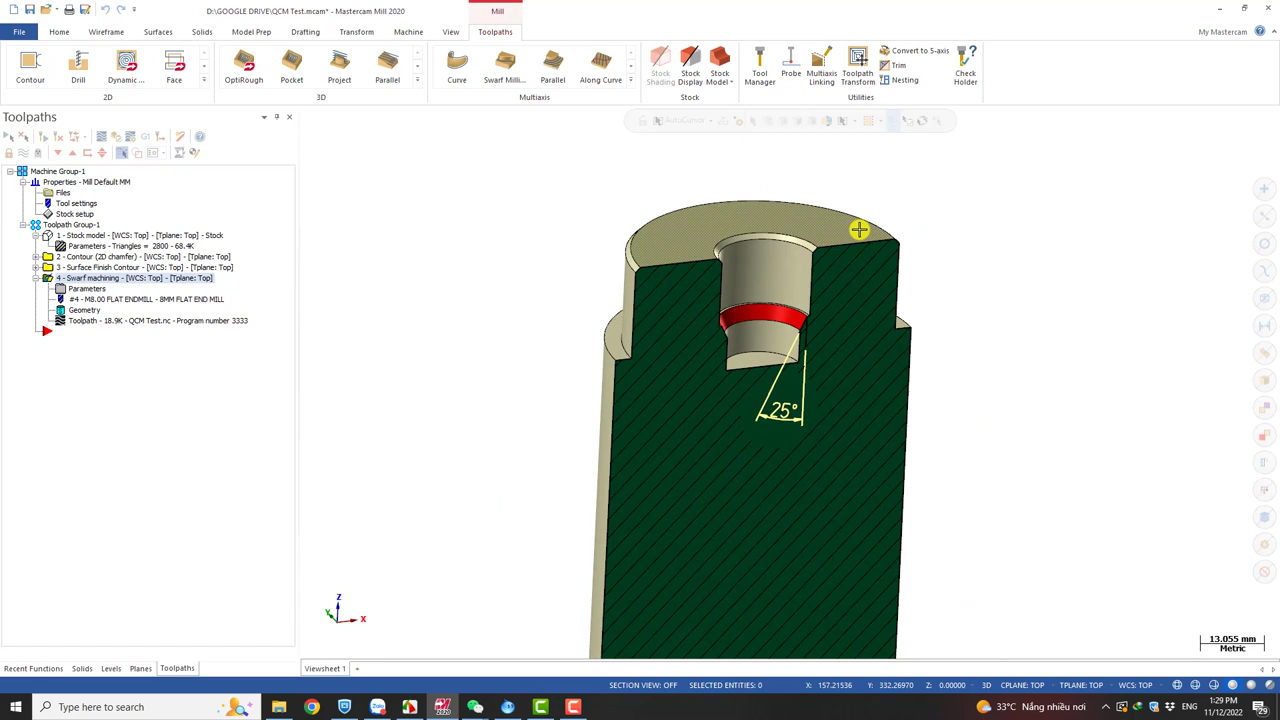 D:\GOOGLE DRIVE\QCM Test.mcam* - Mastercam Mill 2020
Mill
File Home Wireframe Surfaces Solids Model Prep Drafting Transform Machine View Toolpaths My Mastercam
Contour Drill Dynamic ... Face OptiRough Pocket Project Parallel Curve Swarf Milli... Parallel Along Curve Stock Shading Stock Display Stock Model Tool Manager Probe Multiaxis Linking Toolpath Transform Convert to 5-axis Trim Nesting Check Holder
2D 3D Multiaxis Stock Utilities
Toolpaths
AutoCursor
G1
Machine Group-1
Properties - Mill Default MM
Files
Tool settings
Stock setup
Toolpath Group-1
1 - Stock model - [WCS: Top] - [Tplane: Top] - Stock
Parameters - Triangles = 2800 - 68.4K
2 - Contour (2D chamfer) - [WCS: Top] - [Tplane: Top]
3 - Surface Finish Contour - [WCS: Top] - [Tplane: Top]
4 - Swarf machining - [WCS: Top] - [Tplane: Top]
Parameters
#4 - M8.00 FLAT ENDMILL - 8MM FLAT END MILL
Geometry
Toolpath - 18.9K - QCM Test.nc - Program number 3333
25°
Z
Y
X
13.055 mm
Metric
Recent Functions Solids Levels Planes Toolpaths Viewsheet 1 +
SECTION VIEW: OFF SELECTED ENTITIES: 0 X: 157.21536 Y: 332.26970 Z: 0.00000 3D CPLANE: TOP TPLANE: TOP WCS: TOP
Type here to search
2020
33°C Nắng nhiều nơi
1:29 PM
11/12/2022
29